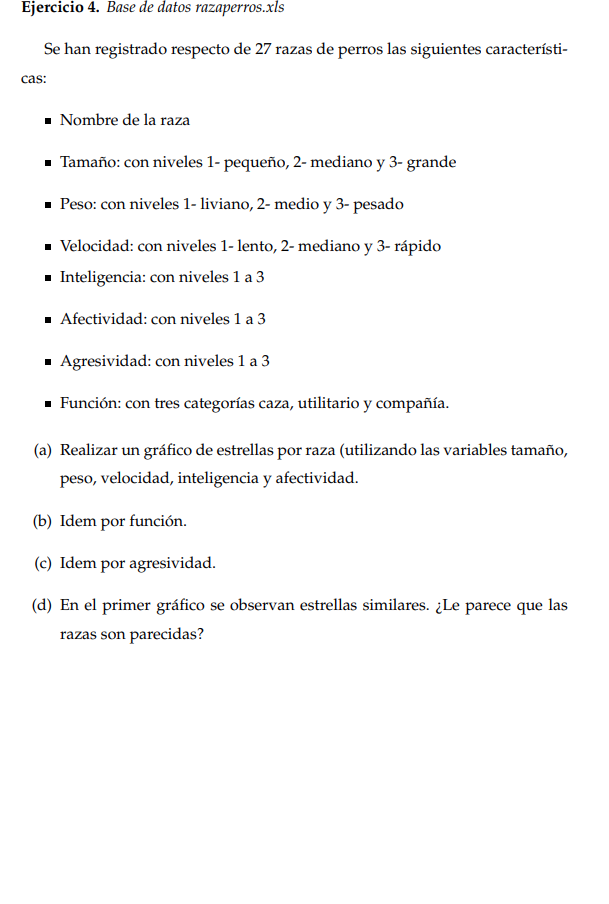 Ejercicio 4. Base de datos razaperros.xls
Se han registrado respecto de 27 razas de perros las siguientes característi-
cas:
▪ Nombre de la raza
▪ Tamaño: con niveles 1- pequeño, 2- mediano y 3- grande
▪ Peso: con niveles 1- liviano, 2- medio y 3- pesado
▪ Velocidad: con niveles 1- lento, 2- mediano y 3- rápido
▪ Inteligencia: con niveles 1 a 3
▪ Afectividad: con niveles 1 a 3
▪ Agresividad: con niveles 1 a 3
▪ Función: con tres categorías caza, utilitario y compañía.
(a) Realizar un gráfico de estrellas por raza (utilizando las variables tamaño,
peso, velocidad, inteligencia y afectividad.
(b) Idem por función.
(c) Idem por agresividad.
(d) En el primer gráfico se observan estrellas similares. ¿Le parece que las
razas son parecidas?